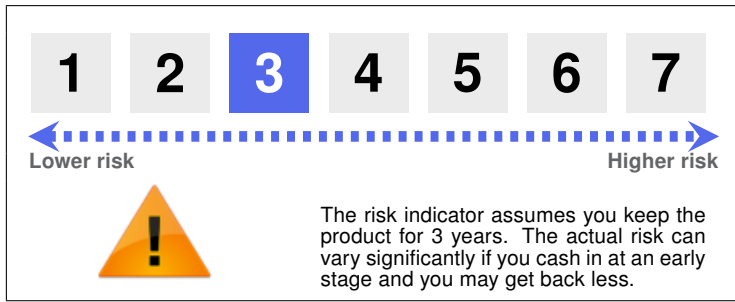 1 2 3 4 5 6 7
Lower risk Higher risk
!
The risk indicator assumes you keep the
product for 3 years. The actual risk can
vary significantly if you cash in at an early
stage and you may get back less.